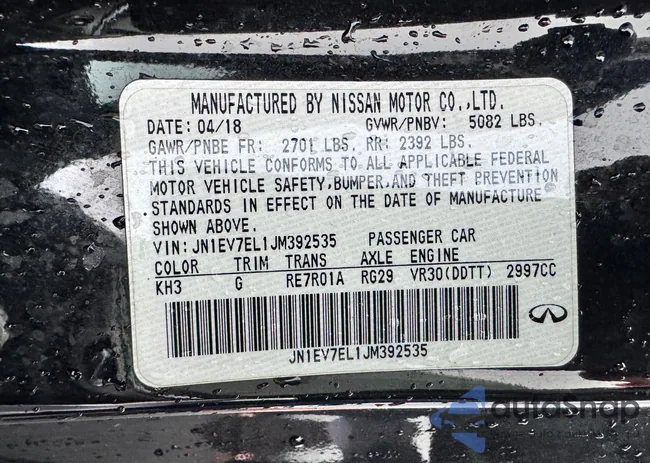 MANUFACTURED BY NISSAN MOTOR CO.,LTD.
DATE: 04/18 GVWR/PNBV: 5082 LBS.
GAWR/PNBE FR: 2701 LBS. RR: 2392 LBS.
THIS VEHICLE CONFORMS TO ALL APPLICABLE FEDERAL
MOTOR VEHICLE SAFETY, BUMPER, AND THEFT PREVENTION
STANDARDS IN EFFECT ON THE DATE OF MANUFACTURE
SHOWN ABOVE.
VIN: JN1EV7EL1JM392535 PASSENGER CAR
COLOR TRIM TRANS AXLE ENGINE
KH3 G RE7R01A RG29 VR30(DDTT) 2997CC
JN1EV7EL1JM392535
autoSnap